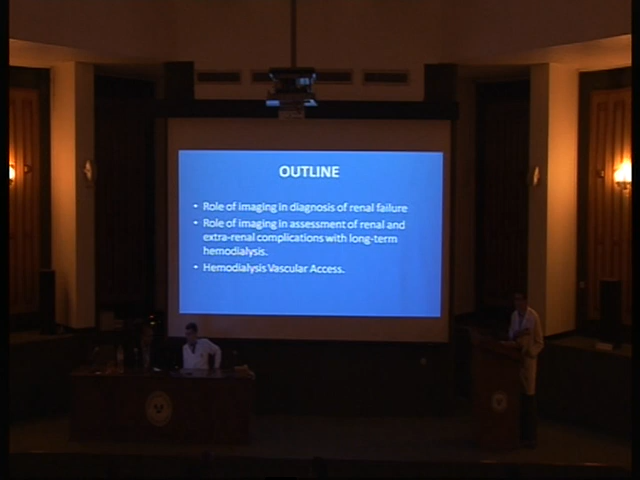 OUTLINE
• Role of imaging in diagnosis of renal failure
• Role of imaging in assessment of renal and
extra-renal complications with long-term
hemodialysis.
• Hemodialysis Vascular Access.